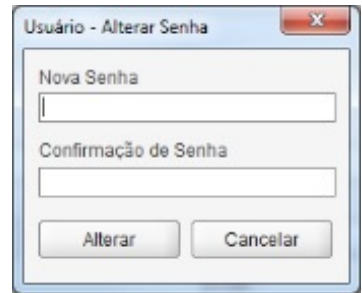 Usuário - Alterar Senha
Nova Senha
Confirmação de Senha
Alterar Cancelar